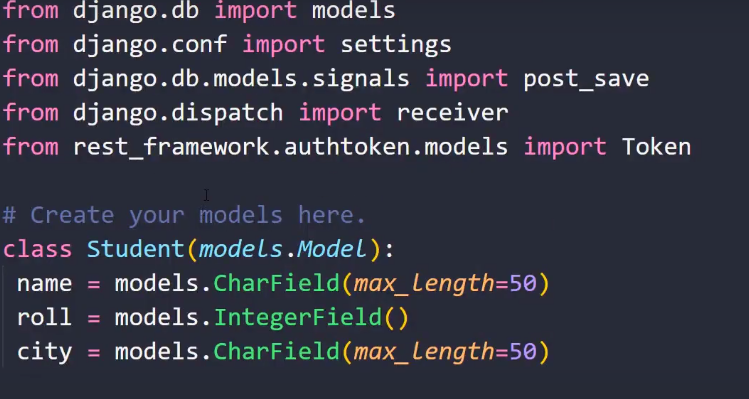 from django.db import models
from django.conf import settings
from django.db.models.signals import post_save
from django.dispatch import receiver
from rest_framework.authtoken.models import Token
# Create your models here.
class Student(models.Model):
name = models.CharField(max_length=50)
roll = models.IntegerField()
city = models.CharField(max_length=50)